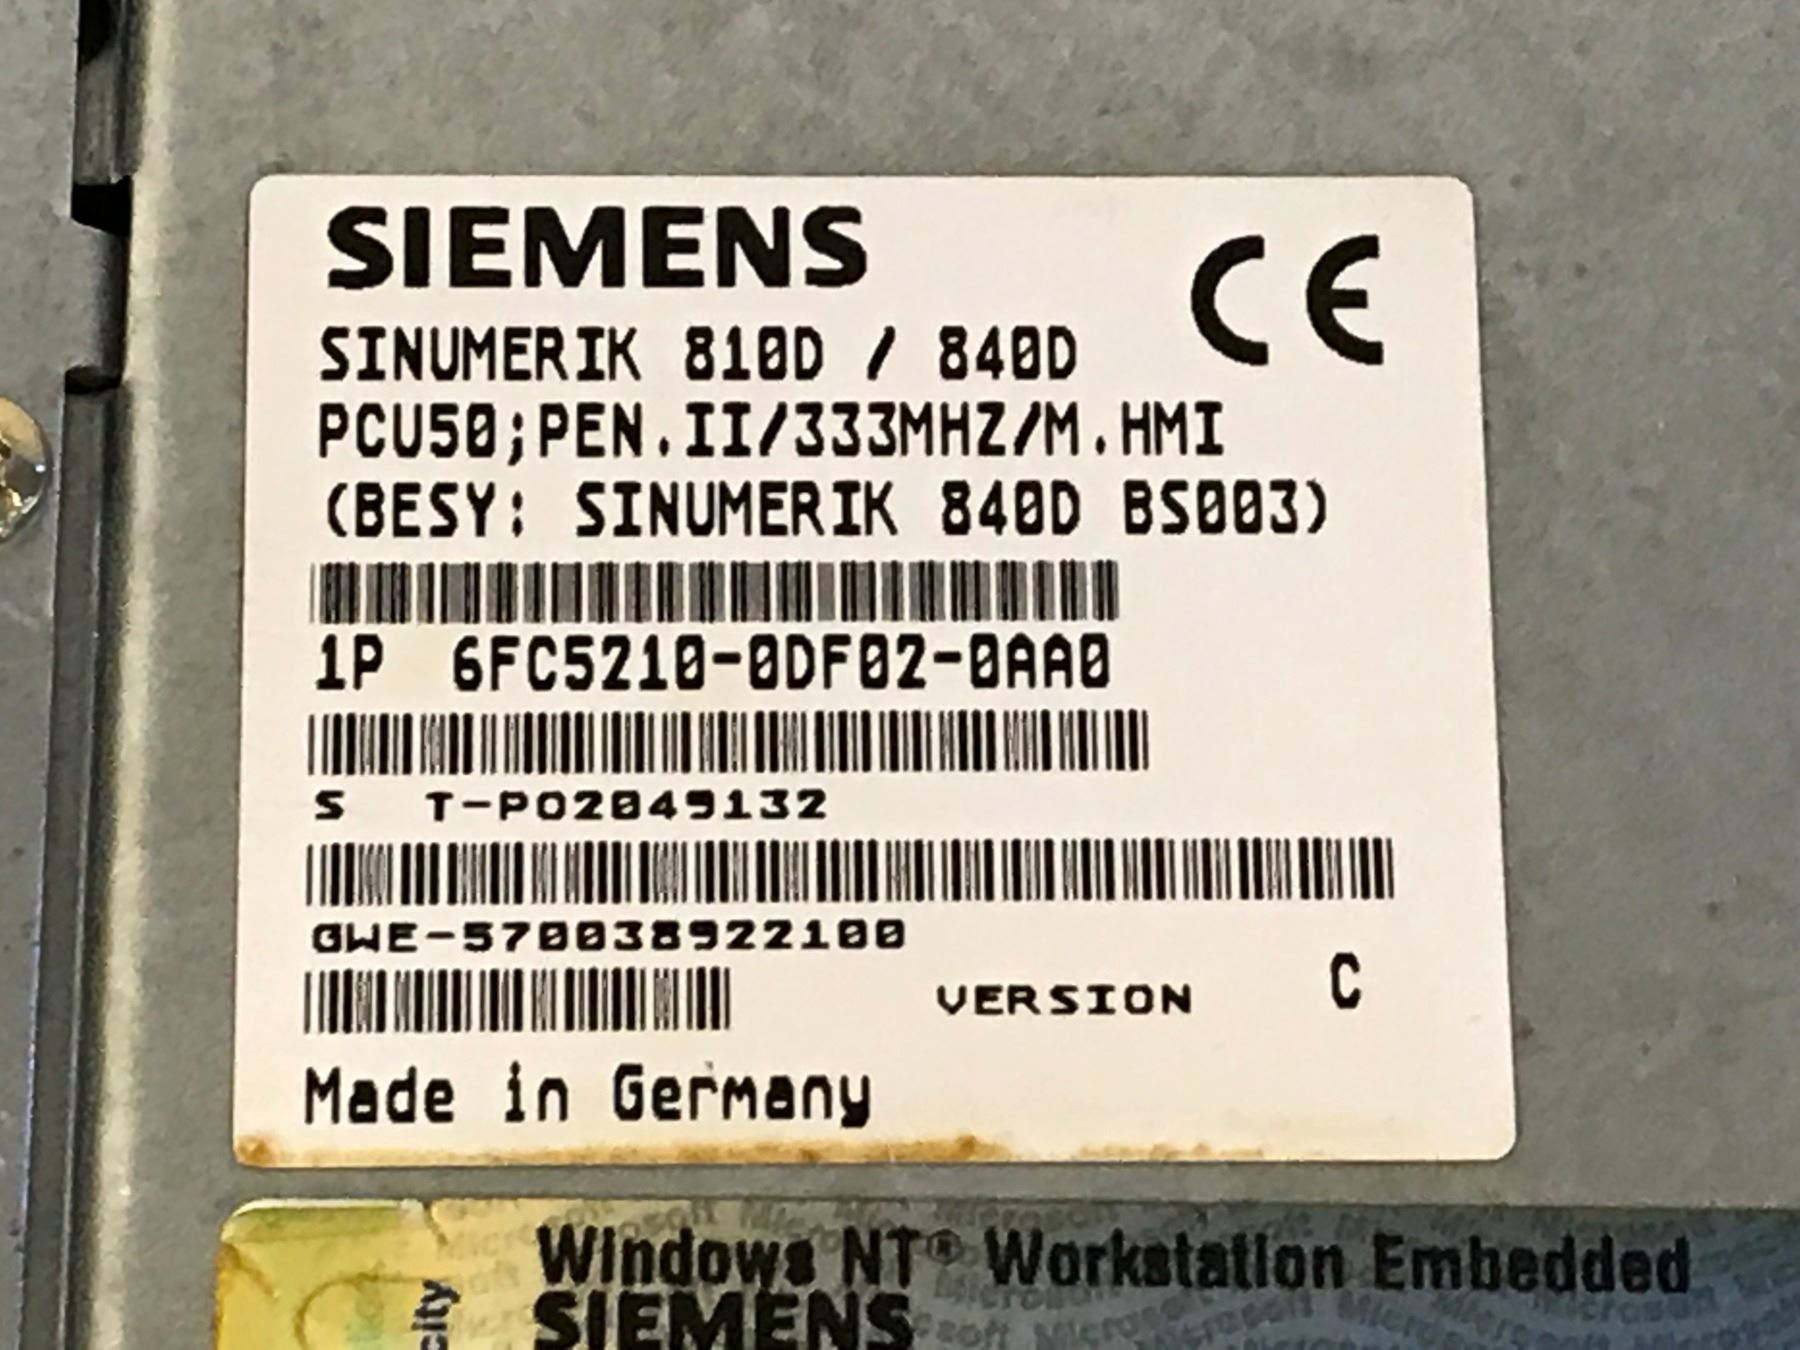 SIEMENS
CE
SINUMERIK 810D / 840D
PCU50;PEN.II/333MHZ/M.HMI
(BESY: SINUMERIK 840D BS003)
1P 6FC5210-0DF02-0AA0
S T-PO2049132
GWE-570038922100
VERSION C
Made in Germany
Windows NT® Workstation Embedded
SIEMENS